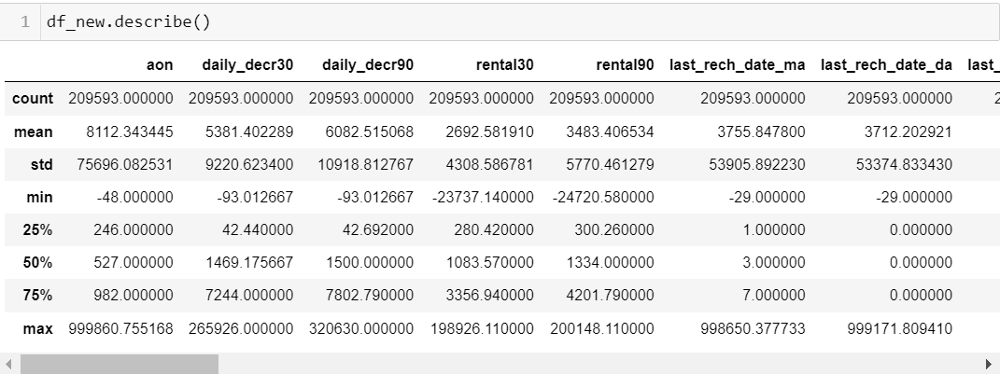 1 df_new.describe()
aon daily_decr30 daily_decr90 rental30 rental90 last_rech_date_ma last_rech_date_da last_
count 209593.000000 209593.000000 209593.000000 209593.000000 209593.000000 209593.000000 209593.000000 2
mean 8112.343445 5381.402289 6082.515068 2692.581910 3483.406534 3755.847800 3712.202921
std 75696.082531 9220.623400 10918.812767 4308.586781 5770.461279 53905.892230 53374.833430
min -48.000000 -93.012667 -93.012667 -23737.140000 -24720.580000 -29.000000 -29.000000
25% 246.000000 42.440000 42.692000 280.420000 300.260000 1.000000 0.000000
50% 527.000000 1469.175667 1500.000000 1083.570000 1334.000000 3.000000 0.000000
75% 982.000000 7244.000000 7802.790000 3356.940000 4201.790000 7.000000 0.000000
max 999860.755168 265926.000000 320630.000000 198926.110000 200148.110000 998650.377733 999171.809410